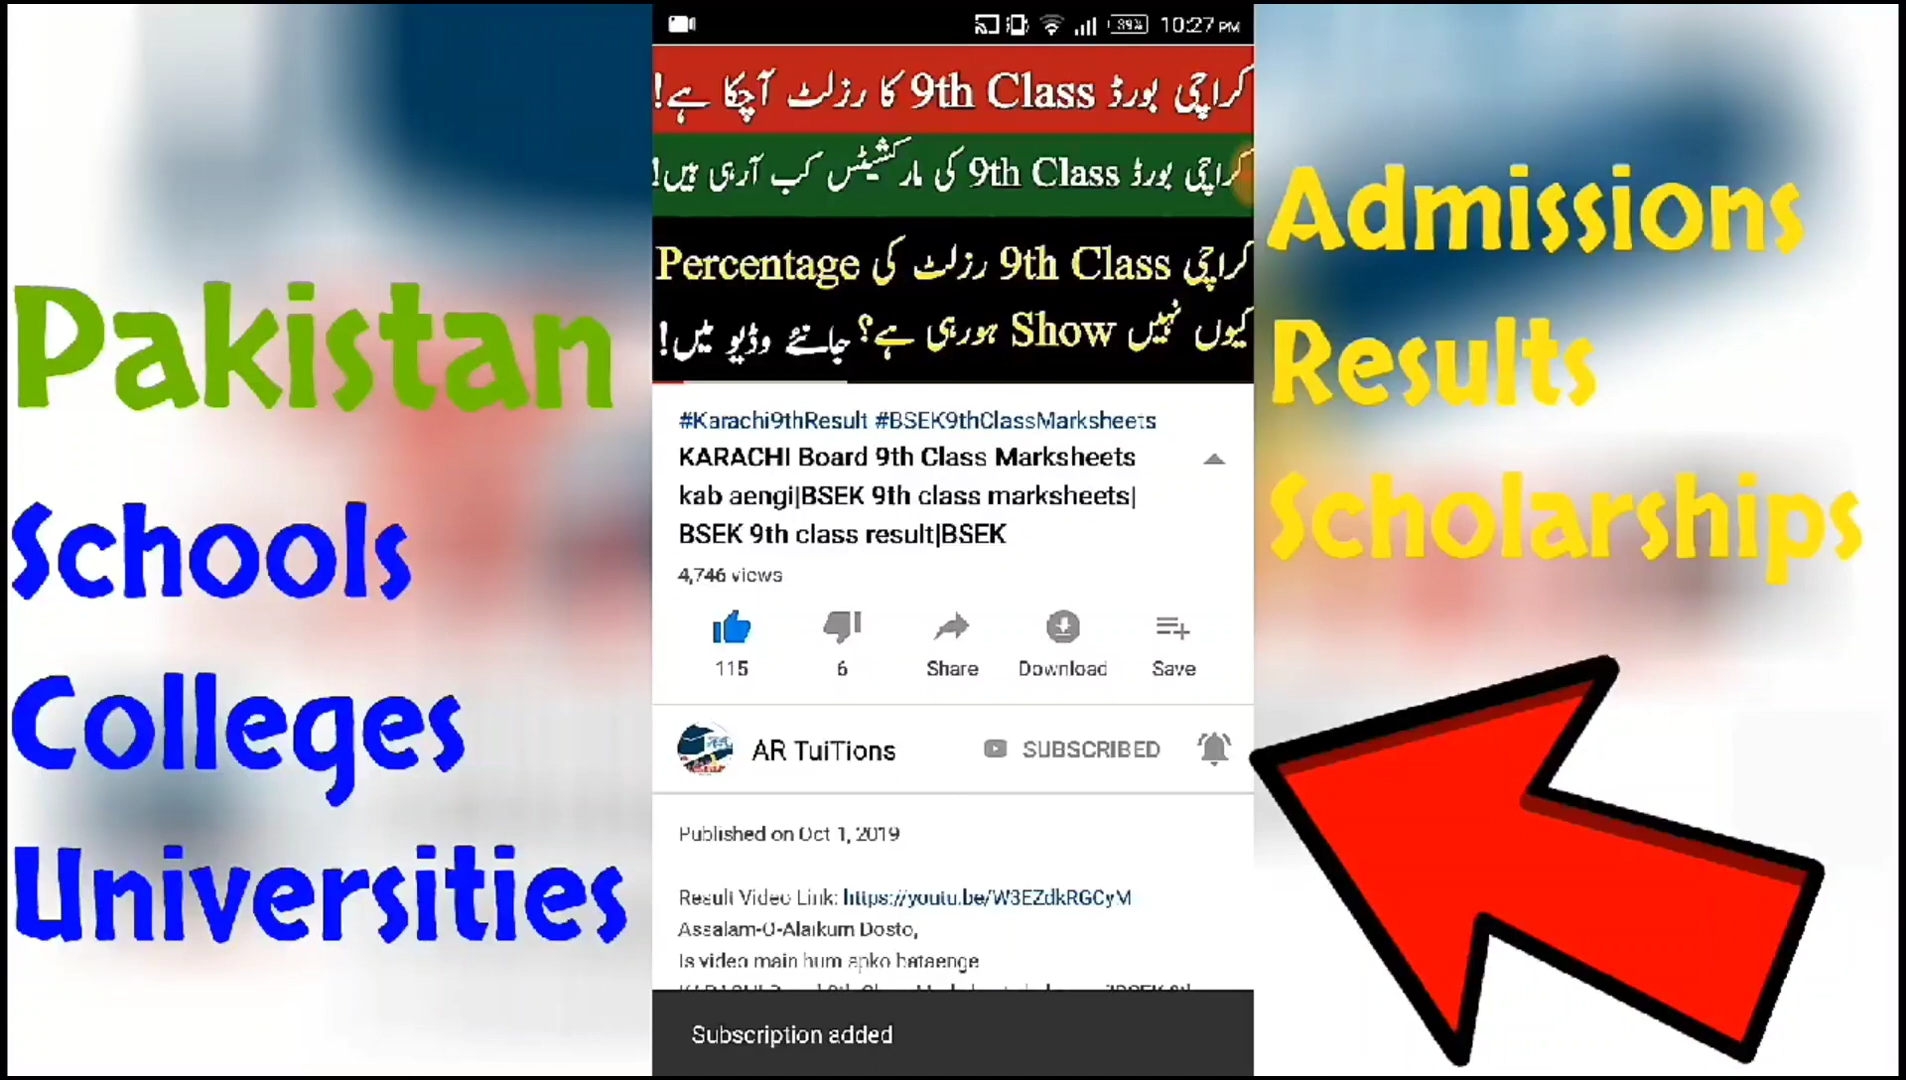 Pakistan
Schools
Colleges
Universities
39%
10:27 PM
کراچی بورڈ 9th Class کا رزلٹ آچکا ہے!
کراچی بورڈ 9th Class کی مارکشیٹس کب آرہی ہیں!
کراچی 9th Class رزلٹ کی Percentage
کیوں نہیں Show ہورہی ہے؟ جانئے وڈیو میں!
#Karachi9thResult #BSEK9thClassMarksheets
KARACHI Board 9th Class Marksheets
kab aengi|BSEK 9th class marksheets|
BSEK 9th class result|BSEK
4,746 views
115
6
Share
Download
Save
AR TuiTions
SUBSCRIBED
Published on Oct 1, 2019
Result Video Link: https://youtu.be/W3EZdkRGCyM
Assalam-O-Alaikum Dosto,
Is video main hum apko bataenge
Subscription added
Admissions
Results
Scholarships